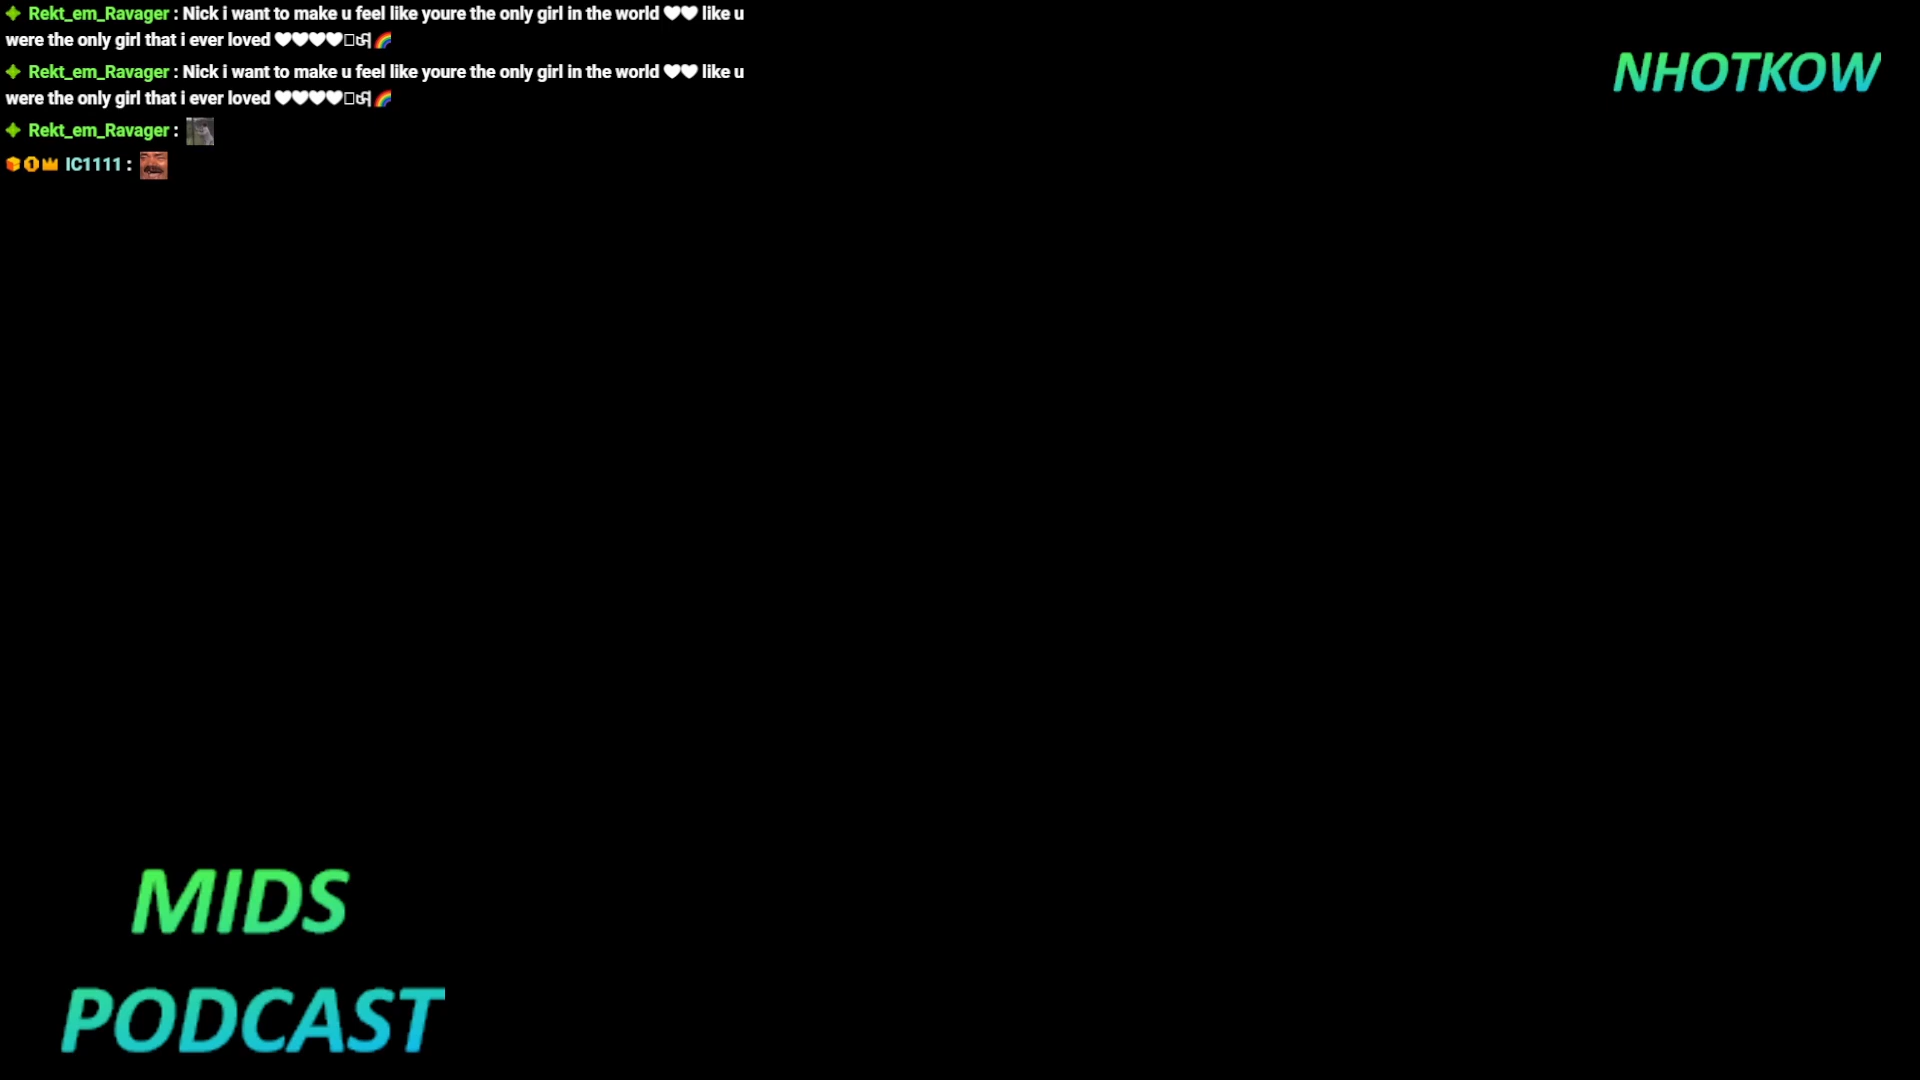 Rekt_em_Ravager : Nick i want to make u feel like youre the only girl in the world 🤍🤍 like u
were the only girl that i ever loved 🤍🤍🤍🤍🌈
Rekt_em_Ravager : Nick i want to make u feel like youre the only girl in the world 🤍🤍 like u
were the only girl that i ever loved 🤍🤍🤍🤍🌈
Rekt_em_Ravager :
IC1111 :
NHOTKOW
MIDS
PODCAST